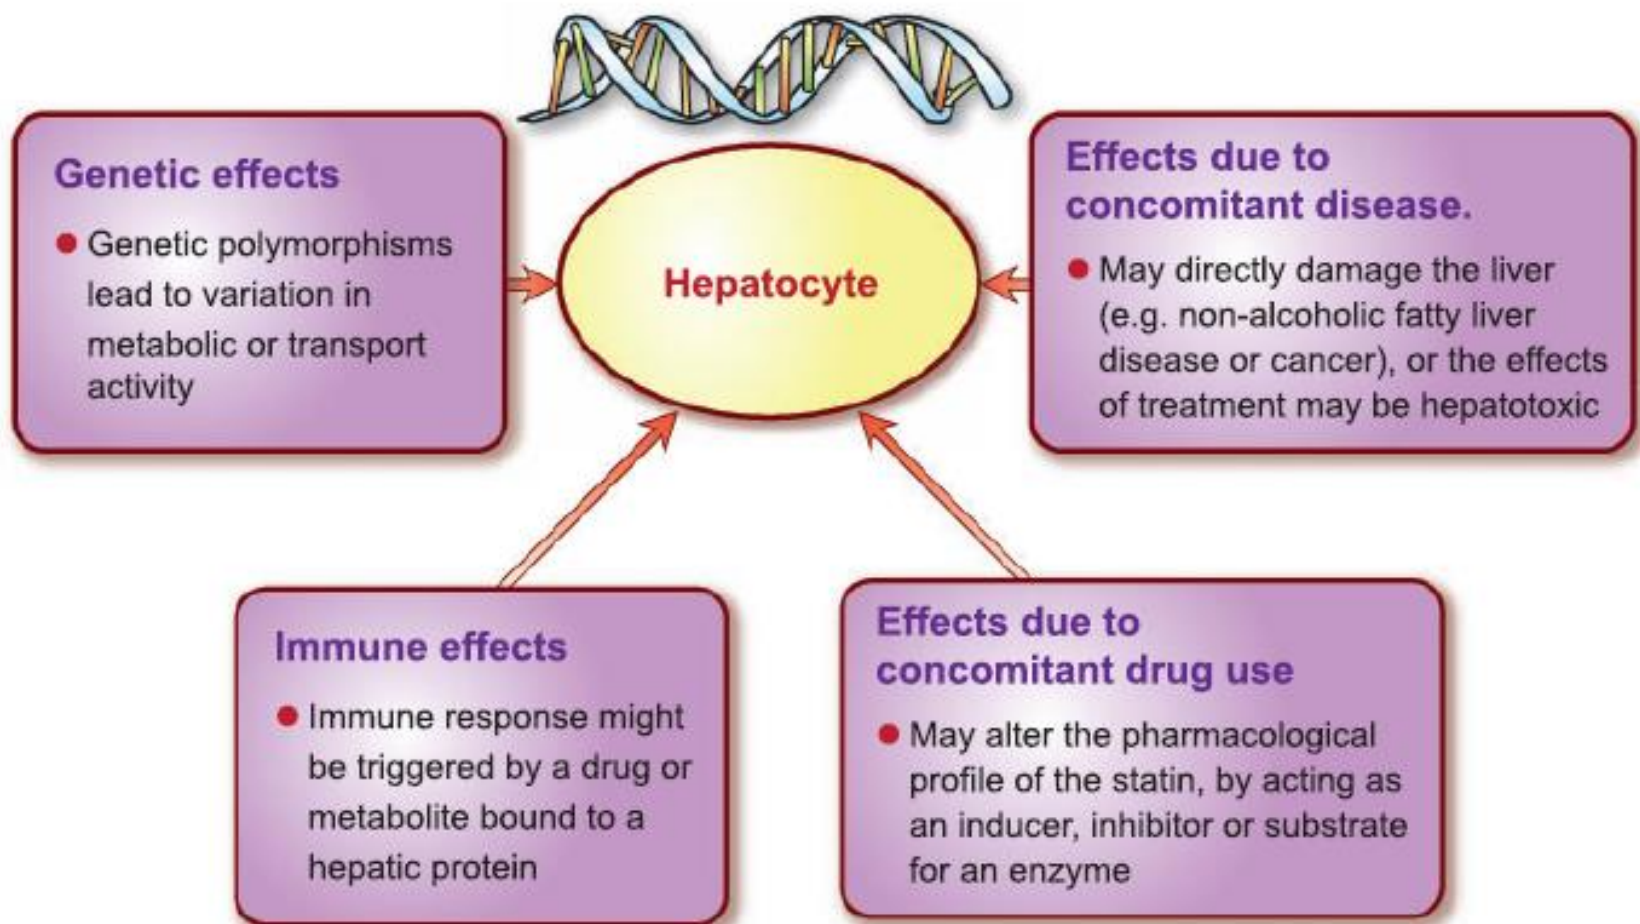 Genetic effects
● Genetic polymorphisms
lead to variation in
metabolic or transport
activity
Hepatocyte
Effects due to
concomitant disease.
● May directly damage the liver
(e.g. non-alcoholic fatty liver
disease or cancer), or the effects
of treatment may be hepatotoxic
Immune effects
● Immune response might
be triggered by a drug or
metabolite bound to a
hepatic protein
Effects due to
concomitant drug use
● May alter the pharmacological
profile of the statin, by acting as
an inducer, inhibitor or substrate
for an enzyme